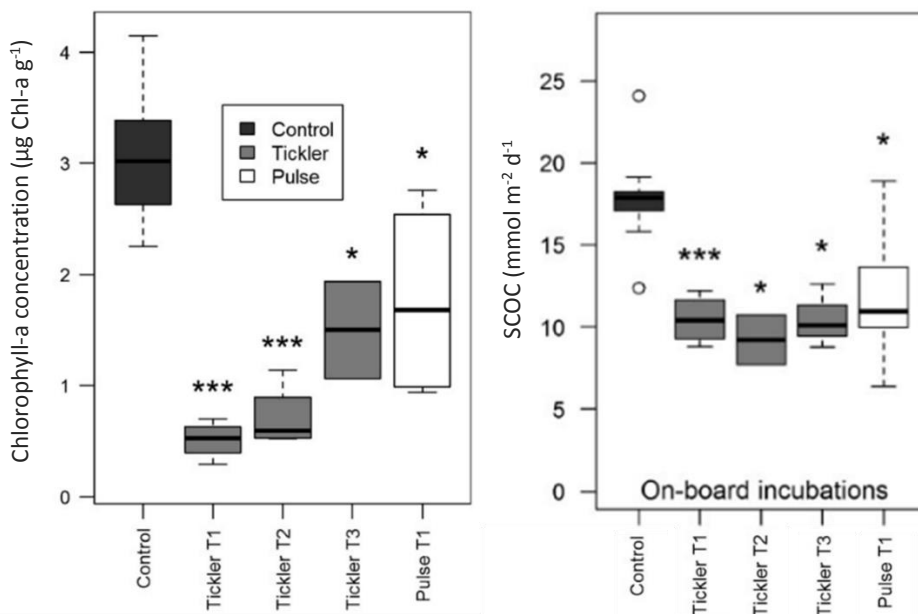 Chlorophyll-a concentration (µg Chl-a g⁻¹)
4
3
2
1
0
Control
Tickler
Pulse
***
***
*
*
Control
Tickler T1
Tickler T2
Tickler T3
Pulse T1
SCOC (mmol m⁻² d⁻¹)
25
20
15
10
5
0
***
*
*
*
On-board incubations
Control
Tickler T1
Tickler T2
Tickler T3
Pulse T1